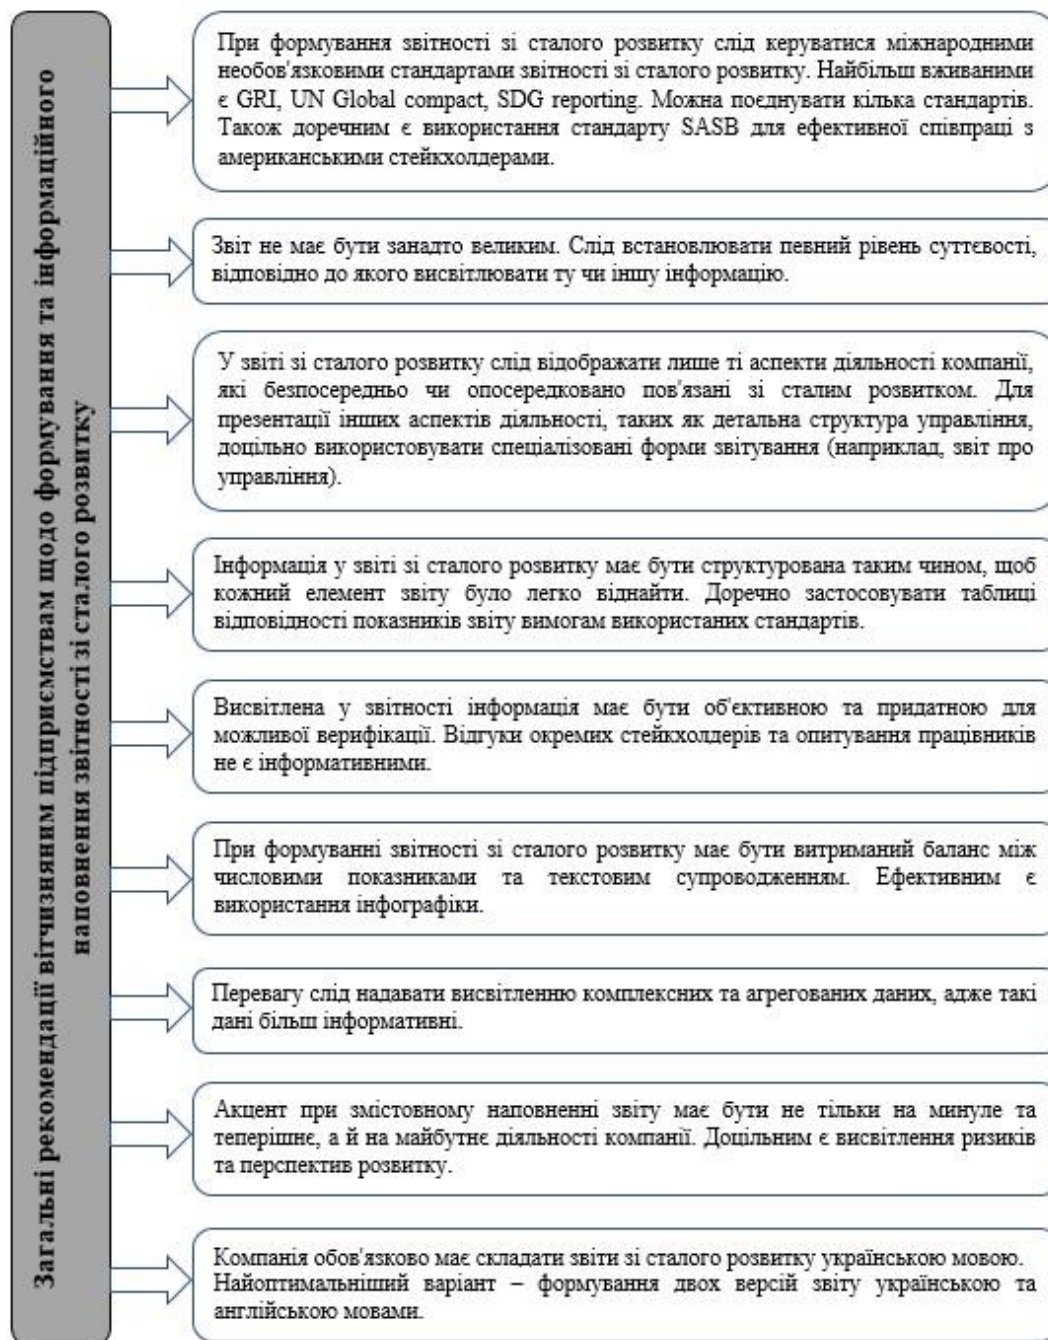 Загальні рекомендації вітчизняним підприємствам щодо формування та інформаційного
наповнення звітності зі сталого розвитку
При формування звітності зі сталого розвитку слід керуватися міжнародними
необов'язковими стандартами звітності зі сталого розвитку. Найбільш вживаними
є GRI, UN Global compact, SDG reporting. Можна поєднувати кілька стандартів.
Також доречним є використання стандарту SASB для ефективної співпраці з
американськими стейкхолдерами.
Звіт не має бути занадто великим. Слід встановлювати певний рівень суттєвості,
відповідно до якого висвітлювати ту чи іншу інформацію.
У звіті зі сталого розвитку слід відображати лише ті аспекти діяльності компанії,
які безпосередньо чи опосередковано пов'язані зі сталим розвитком. Для
презентації інших аспектів діяльності, таких як детальна структура управління,
доцільно використовувати спеціалізовані форми звітування (наприклад, звіт про
управління).
Інформація у звіті зі сталого розвитку має бути структурована таким чином, щоб
кожний елемент звіту було легко віднайти. Доречно застосовувати таблиці
відповідності показників звіту вимогам використаних стандартів.
Висвітлена у звітності інформація має бути об'єктивною та придатною для
можливої верифікації. Відгуки окремих стейкхолдерів та опитування працівників
не є інформативними.
При формуванні звітності зі сталого розвитку має бути витриманий баланс між
числовими показниками та текстовим супроводженням. Ефективним є
використання інфографіки.
Перевагу слід надавати висвітленню комплексних та агрегованих даних, адже такі
дані більш інформативні.
Акцент при змістовному наповненні звіту має бути не тільки на минуле та
теперішнє, а й на майбутнє діяльності компанії. Доцільним є висвітлення ризиків
та перспектив розвитку.
Компанія обов'язково має складати звіти зі сталого розвитку українською мовою.
Найоптимальніший варіант – формування двох версій звіту українською та
англійською мовами.